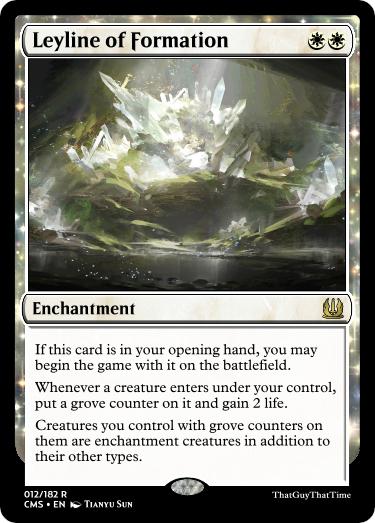 Leyline of Formation
Enchantment
If this card is in your opening hand, you may
begin the game with it on the battlefield.
Whenever a creature enters under your control,
put a grove counter on it and gain 2 life.
Creatures you control with grove counters on
them are enchantment creatures in addition to
their other types.
012/182 R
CMS • EN Tianyu Sun
ThatGuyThatTime